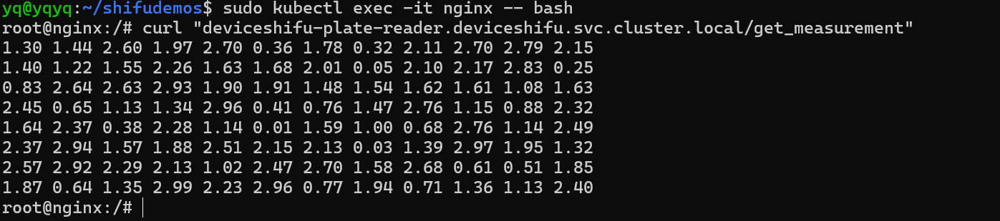 yq@yqyq:~/shifudemos$ sudo kubectl exec -it nginx -- bash
root@nginx:/# curl "deviceshifu-plate-reader.deviceshifu.svc.cluster.local/get_measurement"
1.30 1.44 2.60 1.97 2.70 0.36 1.78 0.32 2.11 2.70 2.79 2.15
1.40 1.22 1.55 2.26 1.63 1.68 2.01 0.05 2.10 2.17 2.83 0.25
0.83 2.64 2.63 2.93 1.90 1.91 1.48 1.54 1.62 1.61 1.08 1.63
2.45 0.65 1.13 1.34 2.96 0.41 0.76 1.47 2.76 1.15 0.88 2.32
1.64 2.37 0.38 2.28 1.14 0.01 1.59 1.00 0.68 2.76 1.14 2.49
2.37 2.94 1.57 1.88 2.51 2.15 2.13 0.03 1.39 2.97 1.95 1.32
2.57 2.92 2.29 2.13 1.02 2.47 2.70 1.58 2.68 0.61 0.51 1.85
1.87 0.64 1.35 2.99 2.23 2.96 0.77 1.94 0.71 1.36 1.13 2.40
root@nginx:/#